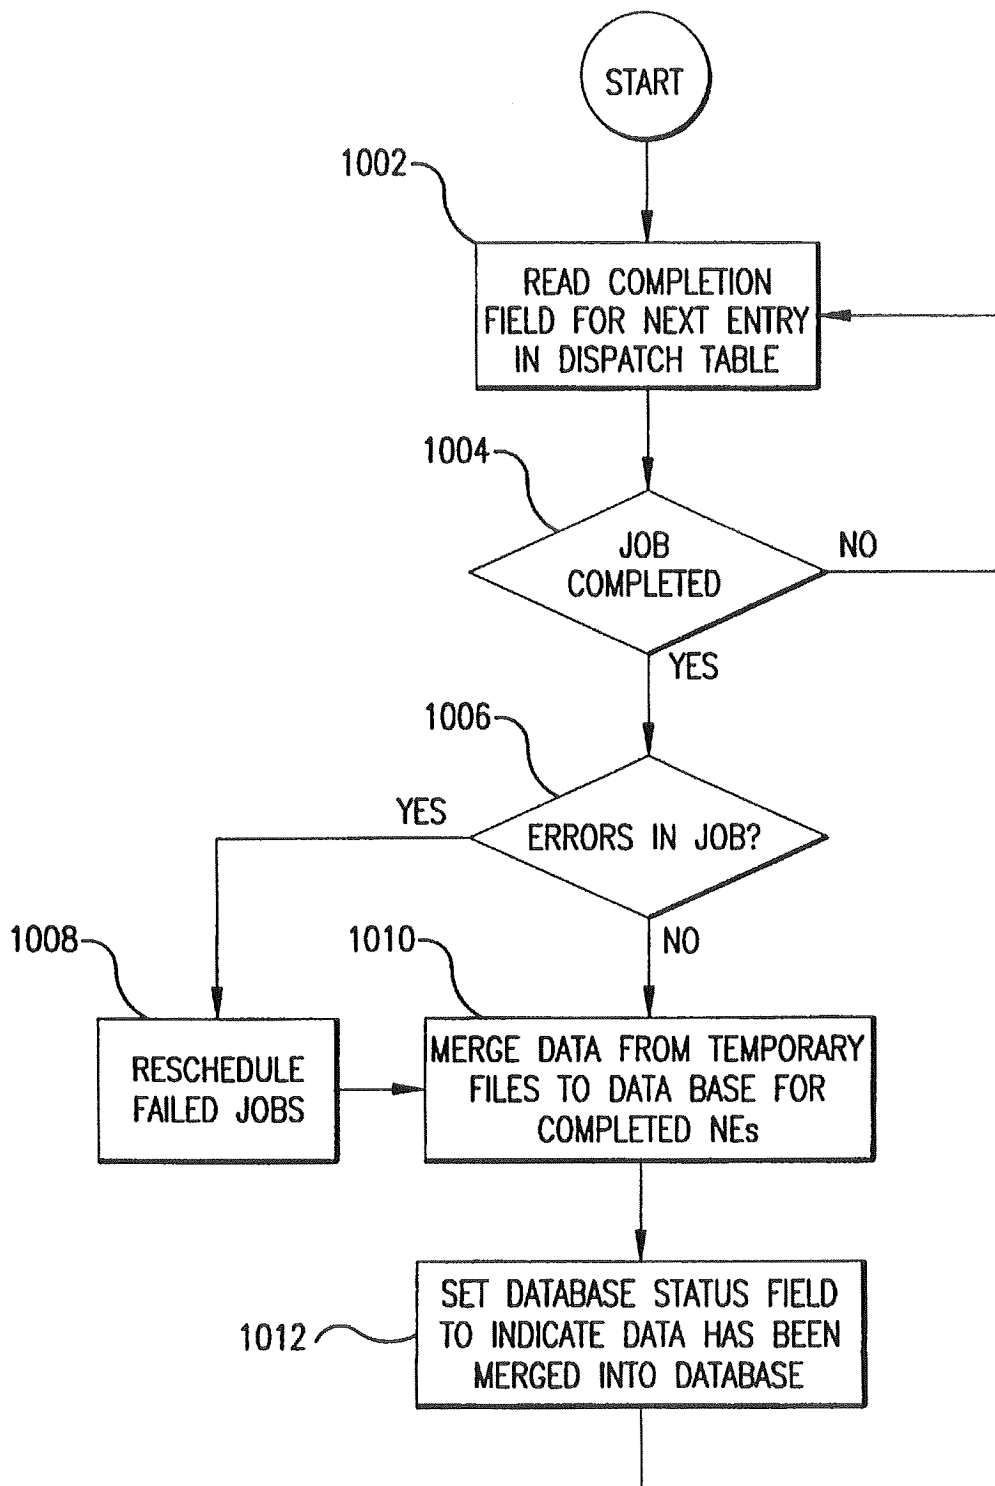 START
1002
READ COMPLETION
FIELD FOR NEXT ENTRY
IN DISPATCH TABLE
1004
JOB
COMPLETED
NO
YES
1006
YES
ERRORS IN JOB?
NO
1008
1010
RESCHEDULE
FAILED JOBS
MERGE DATA FROM TEMPORARY
FILES TO DATA BASE FOR
COMPLETED NEs
1012
SET DATABASE STATUS FIELD
TO INDICATE DATA HAS BEEN
MERGED INTO DATABASE